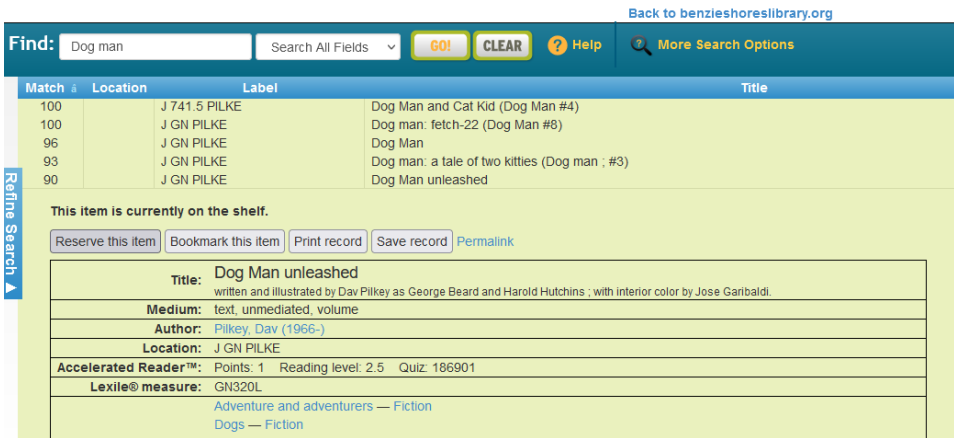 Back to benzieshoreslibrary.org
Find: Dog man Search All Fields GO! CLEAR ? Help ? More Search Options
Match Location Label Title
100 J 741.5 PILKE Dog Man and Cat Kid (Dog Man #4)
100 J GN PILKE Dog man: fetch-22 (Dog Man #8)
96 J GN PILKE Dog Man
93 J GN PILKE Dog man: a tale of two kitties (Dog man ; #3)
90 J GN PILKE Dog Man unleashed
Refine Search
This item is currently on the shelf.
Reserve this item Bookmark this item Print record Save record Permalink
Title: Dog Man unleashed
written and illustrated by Dav Pilkey as George Beard and Harold Hutchins ; with interior color by Jose Garibaldi.
Medium: text, unmediated, volume
Author: Pilkey, Dav (1966-)
Location: J GN PILKE
Accelerated Reader™: Points: 1 Reading level: 2.5 Quiz: 186901
Lexile® measure: GN320L
Adventure and adventurers — Fiction
Dogs — Fiction